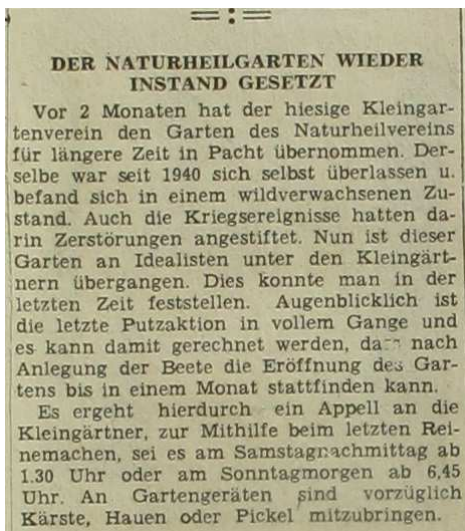 DER NATURHEILGARTEN WIEDER
INSTAND GESETZT
Vor 2 Monaten hat der hiesige Kleingar-
tenverein den Garten des Naturheilvereins
für längere Zeit in Pacht übernommen. Der-
selbe war seit 1940 sich selbst überlassen u.
befand sich in einem wildverwachsenen Zu-
stand. Auch die Kriegsereignisse hatten da-
rin Zerstörungen angestiftet. Nun ist dieser
Garten an Idealisten unter den Kleingärt-
nern übergangen. Dies konnte man in der
letzten Zeit feststellen. Augenblicklich ist
die letzte Putzaktion in vollem Gange und
es kann damit gerechnet werden, dass nach
Anlegung der Beete die Eröffnung des Gar-
tens bis in einem Monat stattfinden kann.
Es ergeht hierdurch ein Appell an die
Kleingärtner, zur Mithilfe beim letzten Rei-
nemachen, sei es am Samstagnachmittag ab
1.30 Uhr oder am Sonntagmorgen ab 6,45
Uhr. An Gartengeräten sind vorzüglich
Kärste, Hauen oder Pickel mitzubringen.